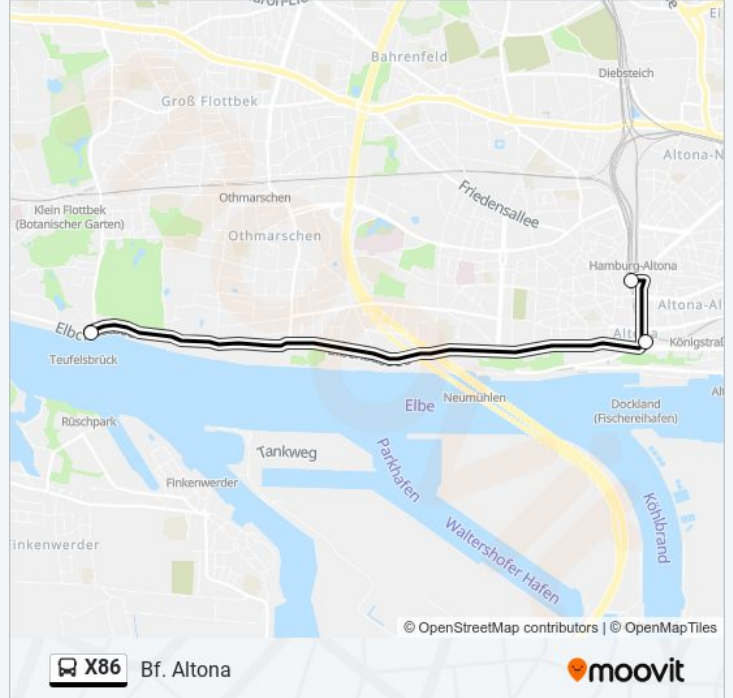 Bahrenfeld
Diebsteich
Groß Flottbek
Altona-N
Friedensallee
Othmarschen
Klein Flottbek
(Botanischer Garten)
Othmarschen
Hamburg-Altona
Altona-Al
Elbc
Altona
Königstraß
Teufelsbrück
Elbe
Neumühlen
Dockland
(Fischereihafen)
Rüschpark
Tankweg
Parkhafen
Finkenwerder
Köhlbrand
Waltershofer Hafen
inkenwerder
© OpenStreetMap contributors | © OpenMapTiles
X86 Bf. Altona
moovit